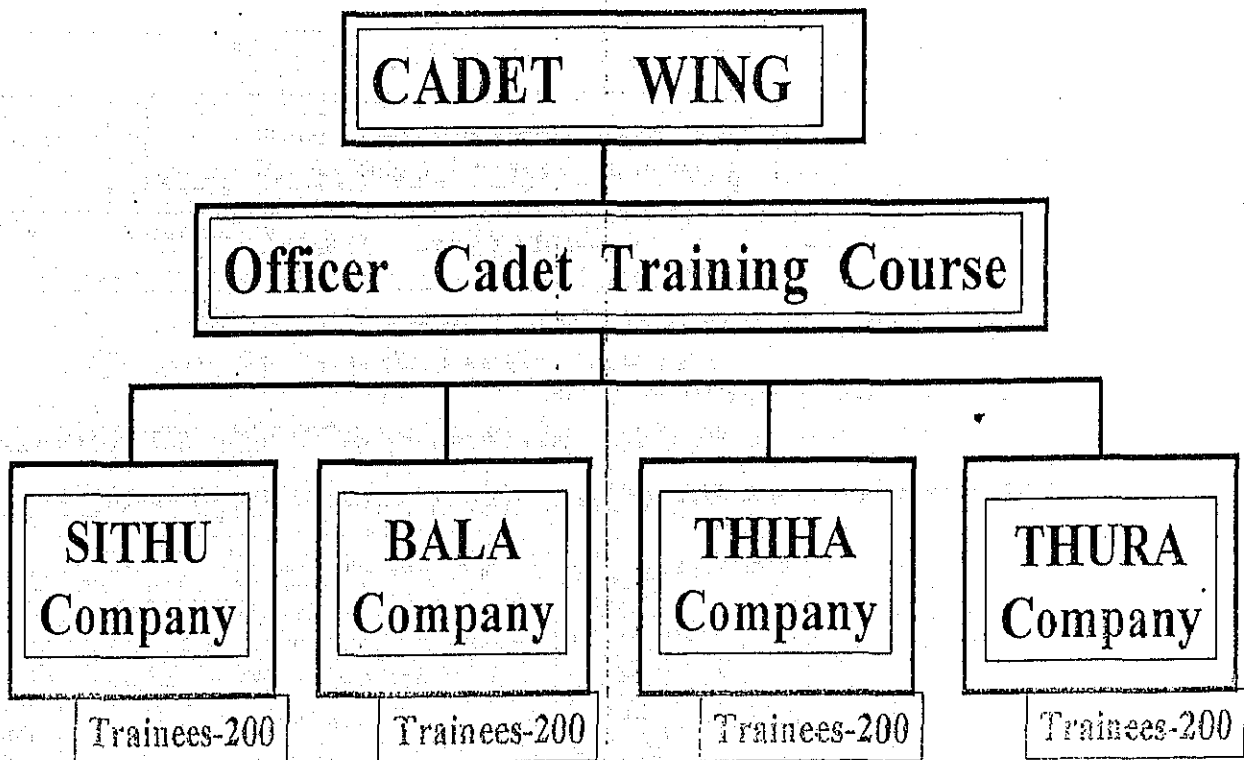 CADET WING
Officer Cadet Training Course
SITHU
Company
BALA
Company
THIHA
Company
THURA
Company
Trainees-200
Trainees-200
Trainees-200
Trainees-200